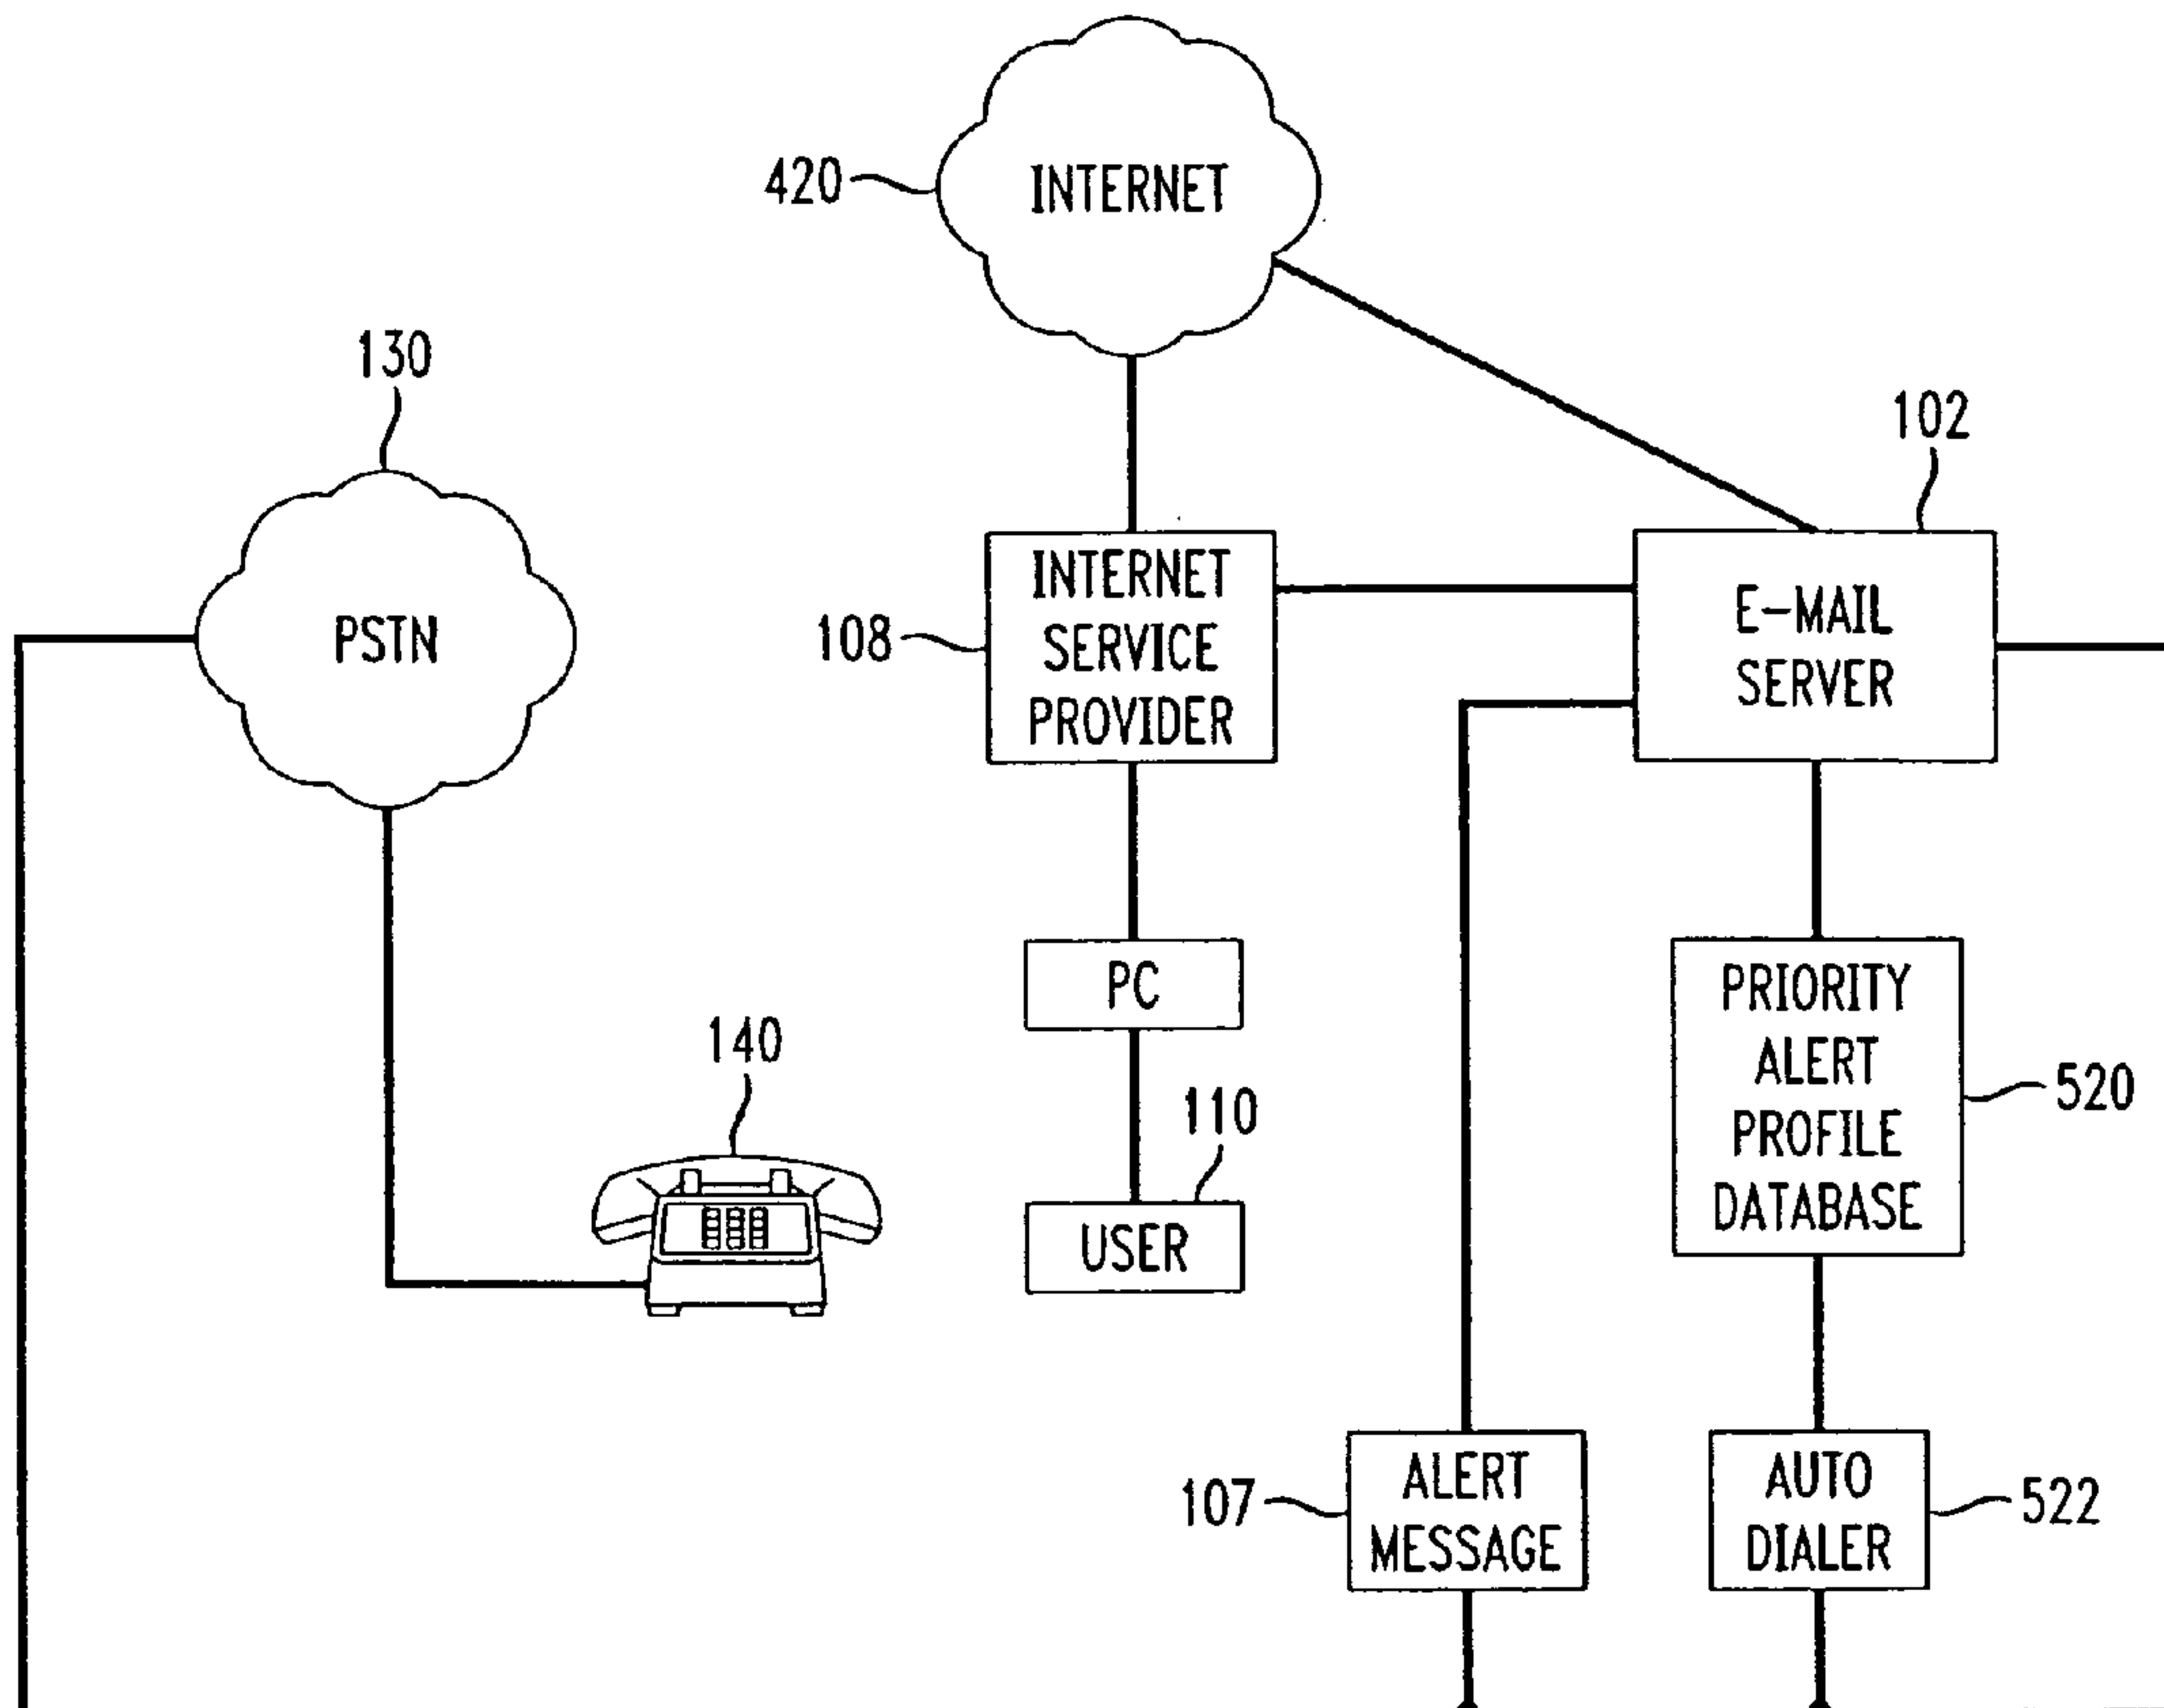 420
INTERNET
130
102
PSTN
108
INTERNET
SERVICE
PROVIDER
E-MAIL
SERVER
PC
140
110
USER
PRIORITY
ALERT
PROFILE
DATABASE
520
107
ALERT
MESSAGE
AUTO
DIALER
522